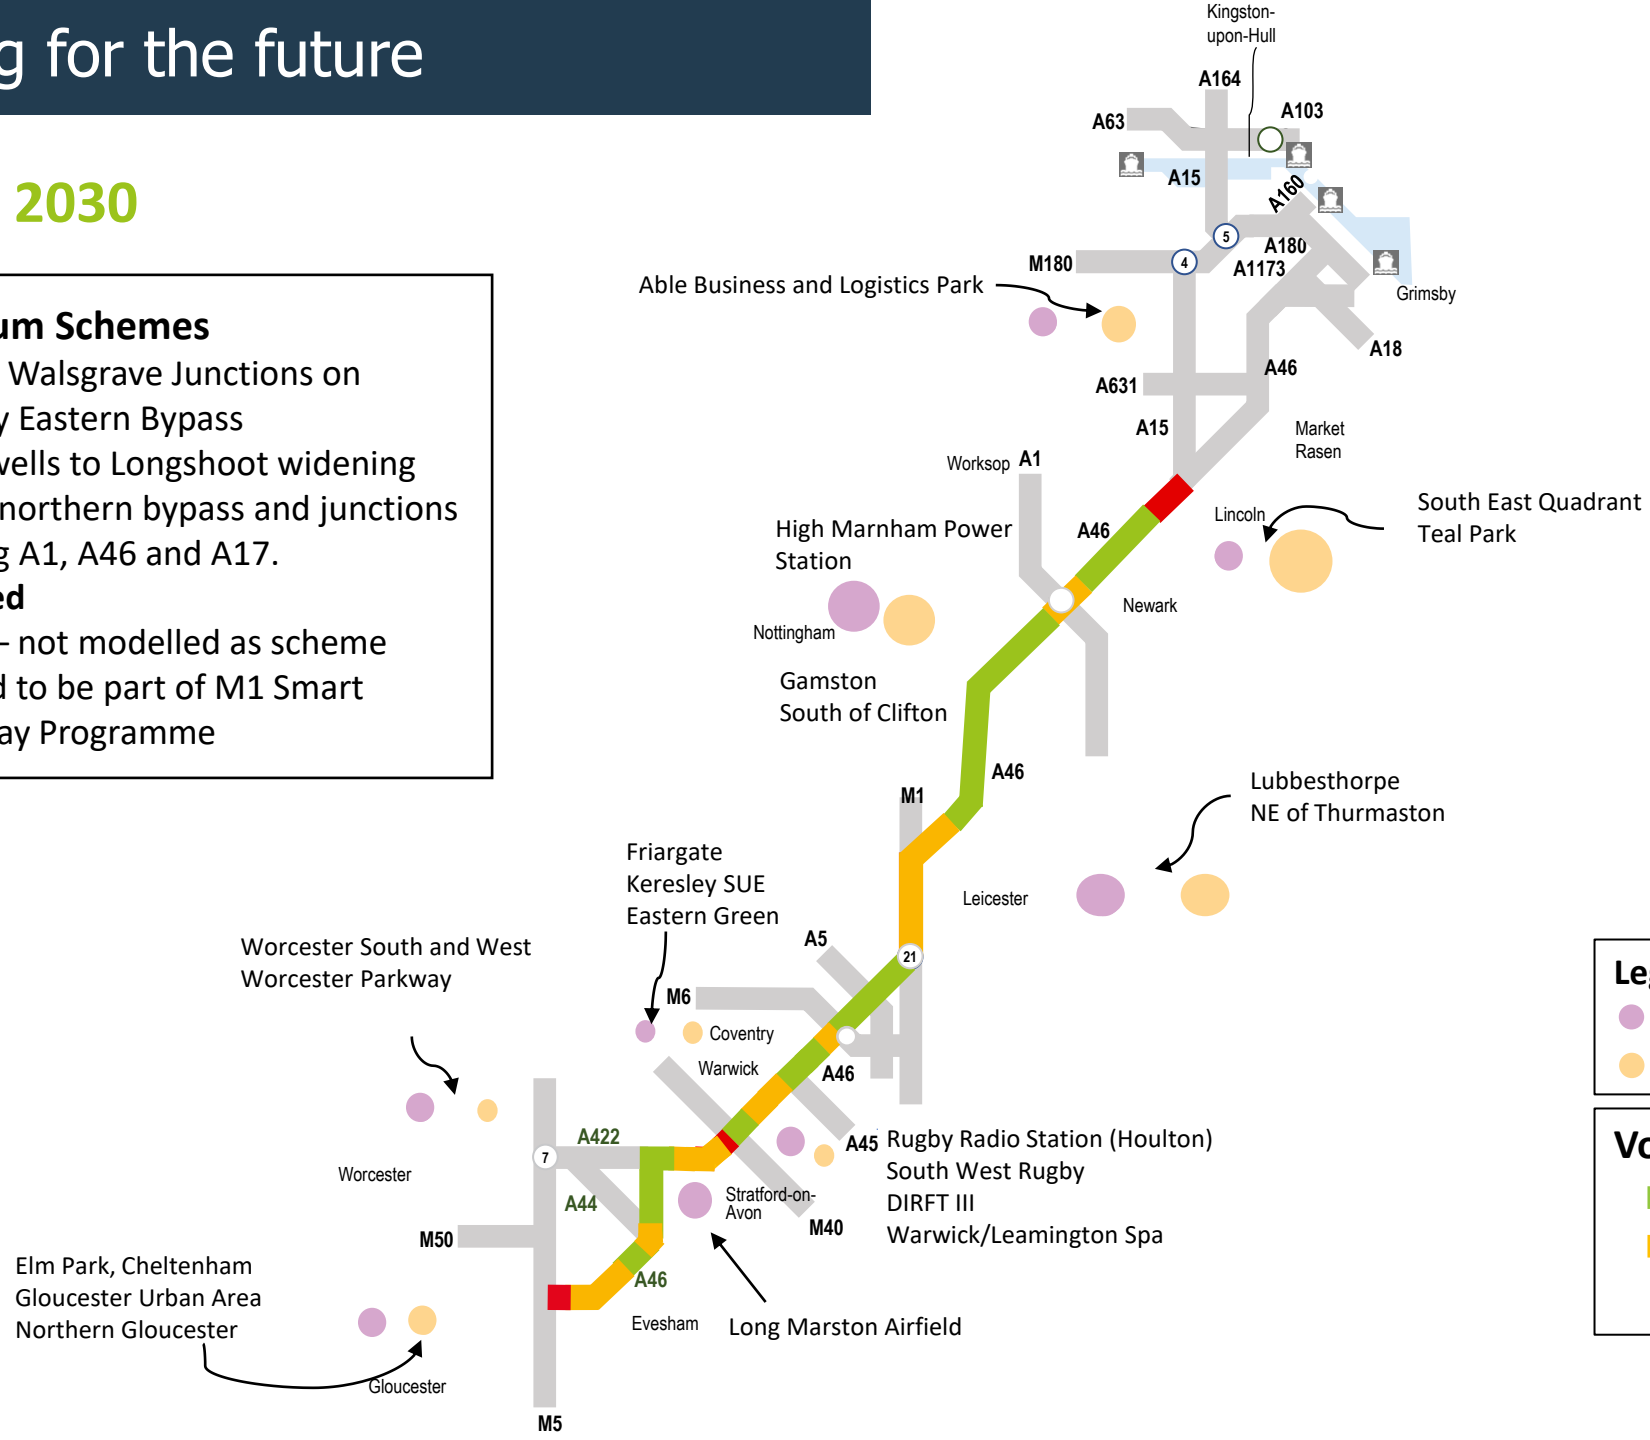 g for the future
2030
um Schemes
Walsgrave Junctions on
y Eastern Bypass
wells to Longshoot widening
northern bypass and junctions
g A1, A46 and A17.
ed
– not modelled as scheme
d to be part of M1 Smart
ay Programme
Kingston-
upon-Hull
A164
A63
A103
A15
A160
5
A180
M180
4
A1173
Able Business and Logistics Park
Grimsby
A18
A631
A46
A15
Market
Rasen
Worksop
A1
High Marnham Power
Station
A46
Lincoln
South East Quadrant
Teal Park
Nottingham
Newark
Gamston
South of Clifton
A46
M1
Lubbesthorpe
NE of Thurmaston
Friargate
Keresley SUE
Eastern Green
Leicester
Worcester South and West
Worcester Parkway
A5
21
M6
Coventry
Warwick
A46
A422
7
A45
Rugby Radio Station (Houlton)
South West Rugby
DIRFT III
Warwick/Leamington Spa
Worcester
A44
Stratford-on-
Avon
M40
M50
Elm Park, Cheltenham
Gloucester Urban Area
Northern Gloucester
A46
Evesham
Long Marston Airfield
Gloucester
M5
Leg
Vo